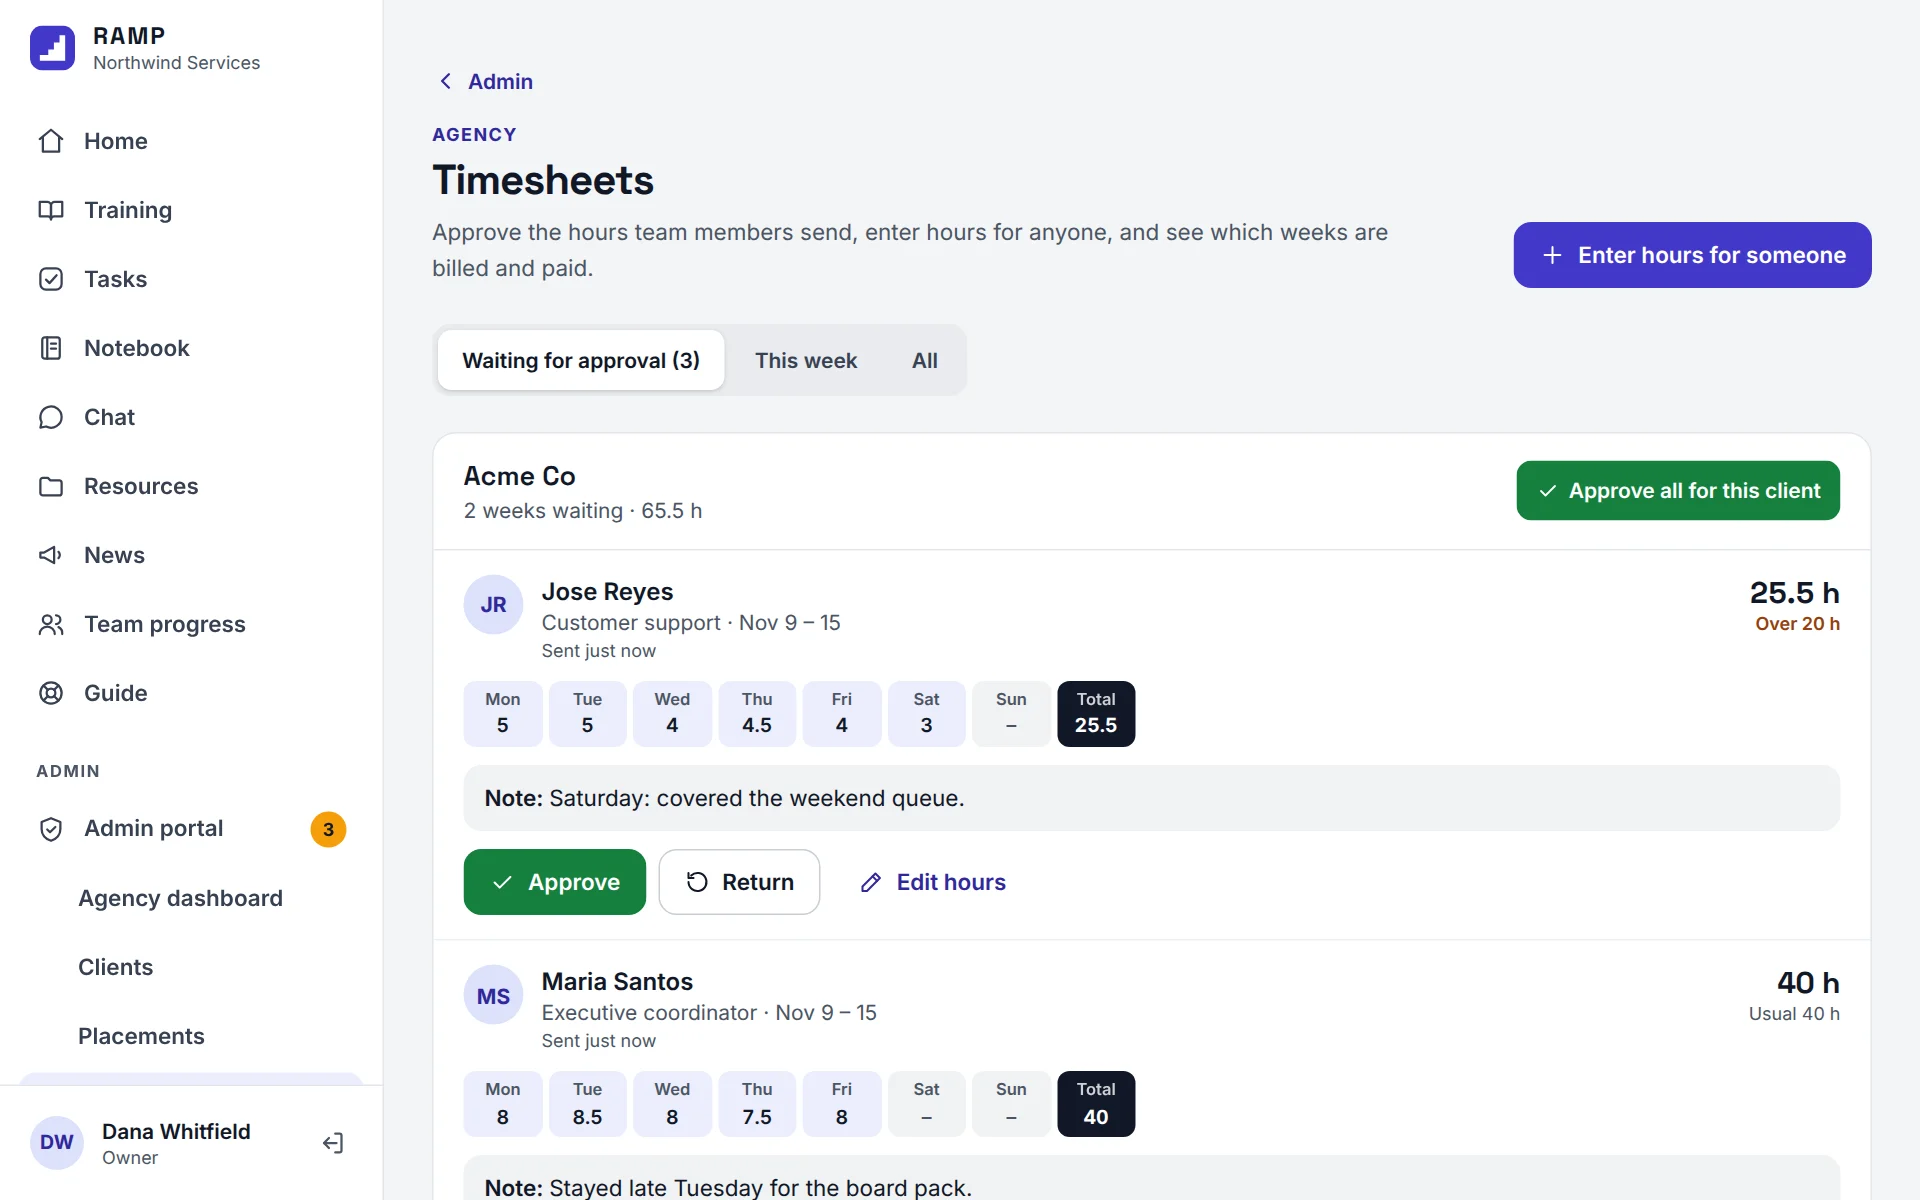 RAMP
Northwind Services
Home
Training
Tasks
Notebook
Chat
Resources
News
Team progress
Guide
ADMIN
Admin portal
3
Agency dashboard
Clients
Placements
DW
Dana Whitfield
Owner
Admin
AGENCY
Timesheets
Approve the hours team members send, enter hours for anyone, and see which weeks are
billed and paid.
Enter hours for someone
Waiting for approval (3)
This week
All
Acme Co
2 weeks waiting · 65.5 h
Approve all for this client
JR
Jose Reyes
Customer support · Nov 9 – 15
Sent just now
25.5 h
Over 20 h
Mon Tue Wed Thu Fri Sat Sun Total
5 5 4 4.5 4 3 – 25.5
Note: Saturday: covered the weekend queue.
Approve
Return
Edit hours
MS
Maria Santos
Executive coordinator · Nov 9 – 15
Sent just now
40 h
Usual 40 h
Mon Tue Wed Thu Fri Sat Sun Total
8 8.5 8 7.5 8 – – 40
Note: Stayed late Tuesday for the board pack.